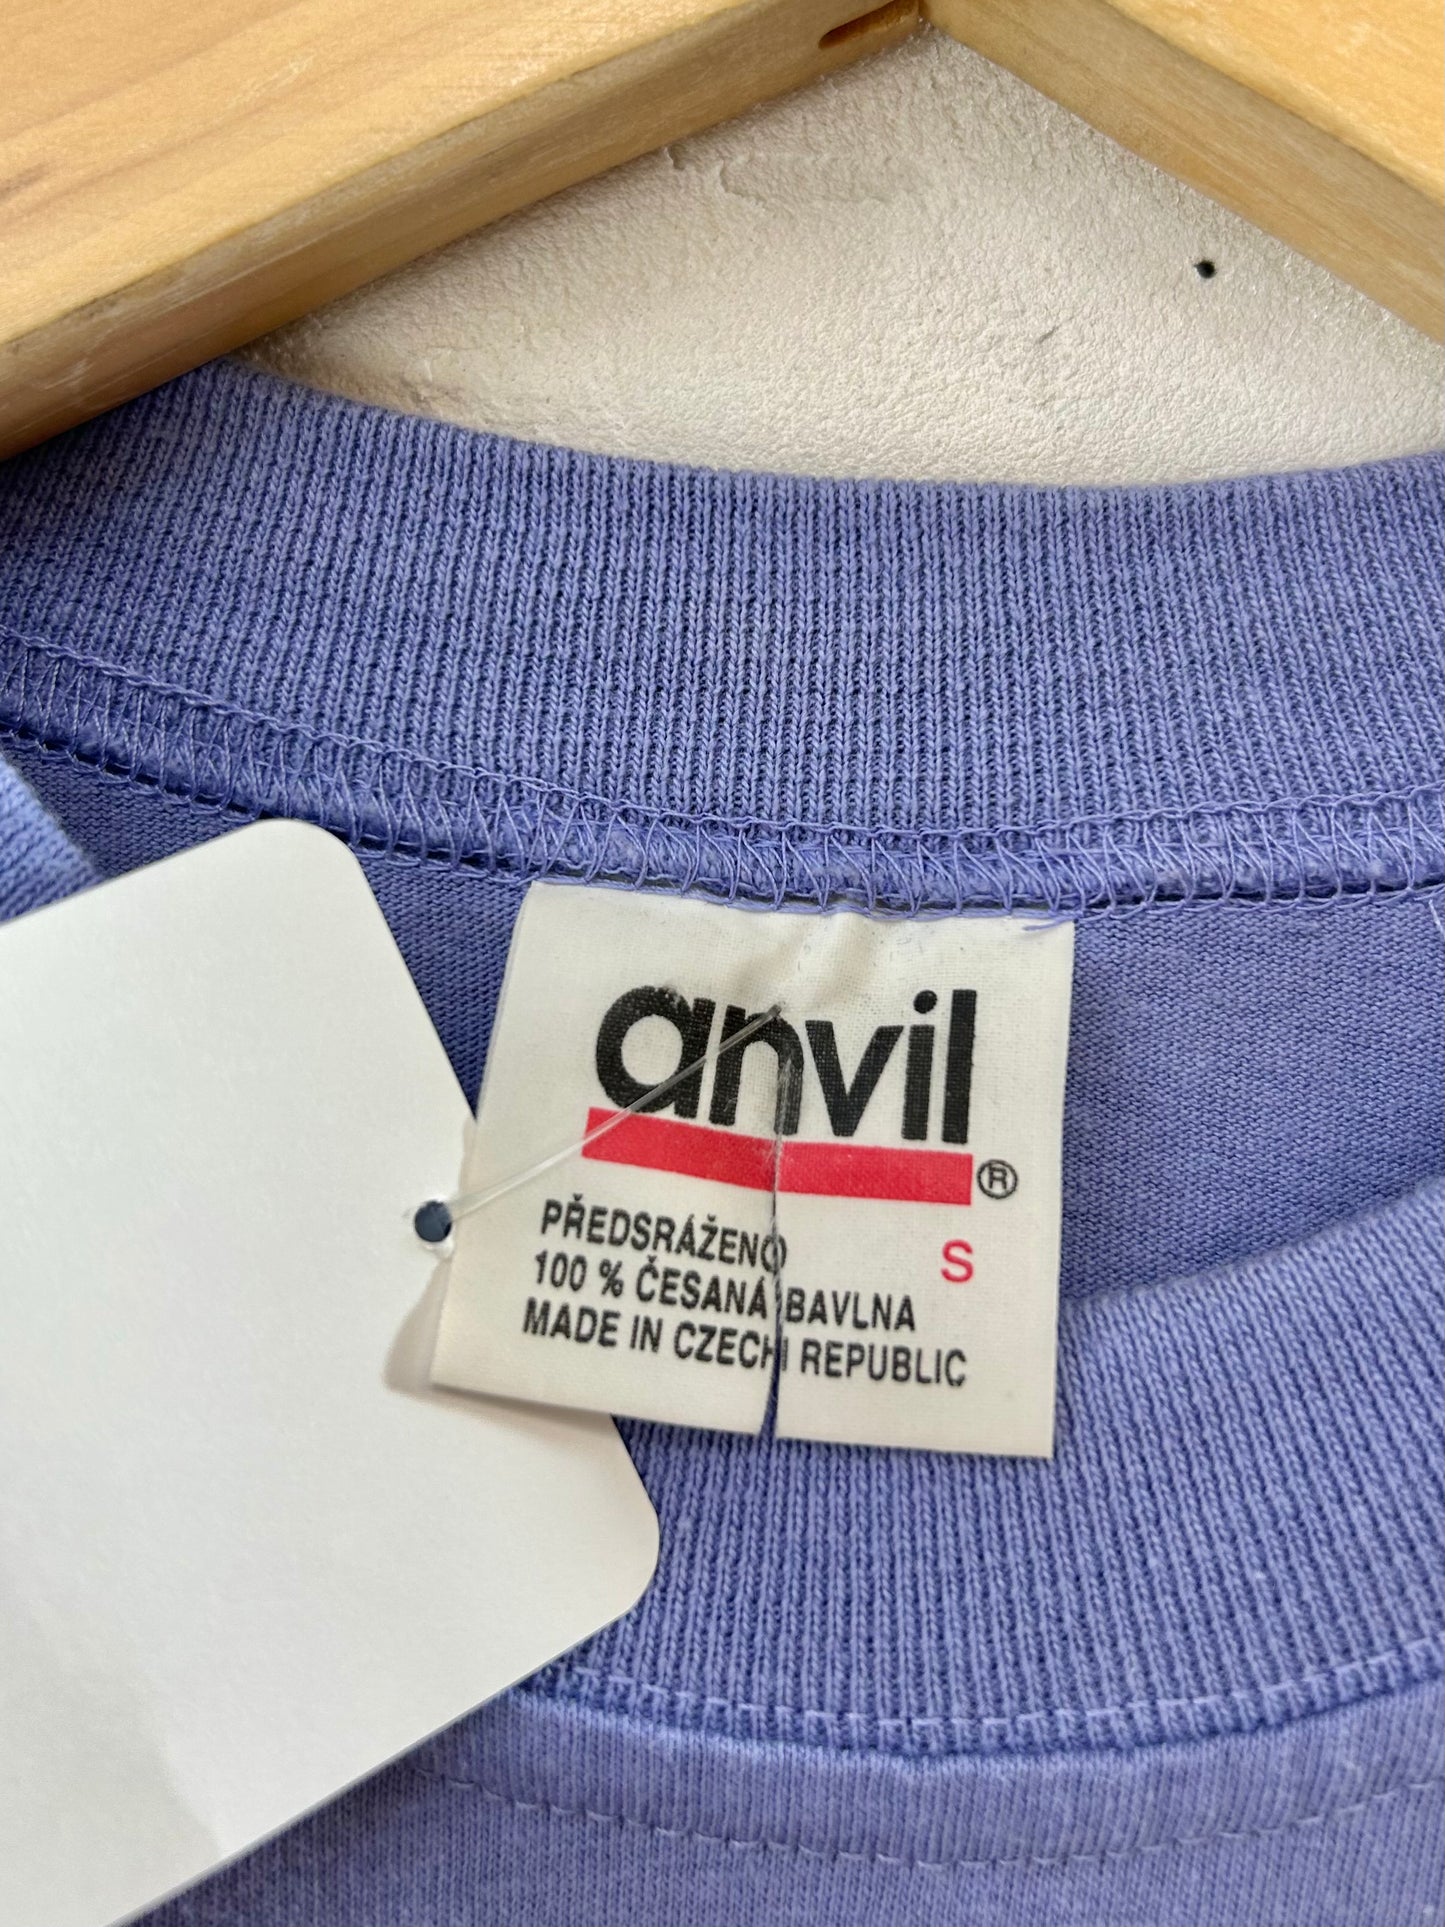 anvil
®
PŘEDSRÁŽENO
S
100 % ČESANÁ BAVLNA
MADE IN CZECH REPUBLIC